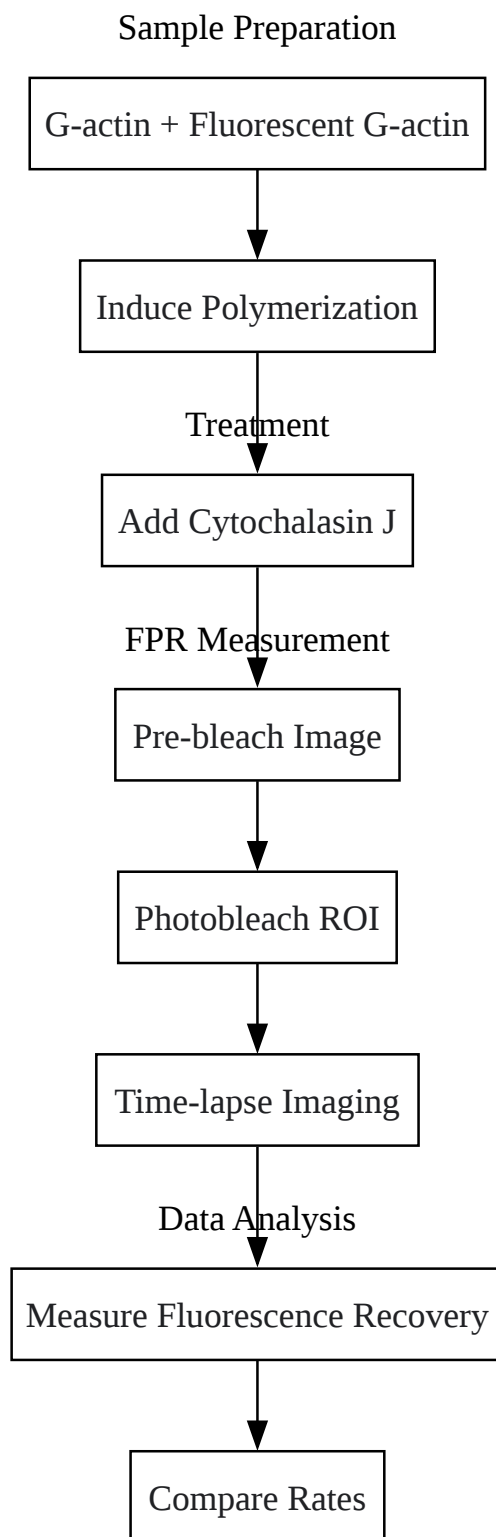 Sample Preparation
G-actin + Fluorescent G-actin
Induce Polymerization
Treatment
Add Cytochalasin J
FPR Measurement
Pre-bleach Image
Photobleach ROI
Time-lapse Imaging
Data Analysis
Measure Fluorescence Recovery
Compare Rates